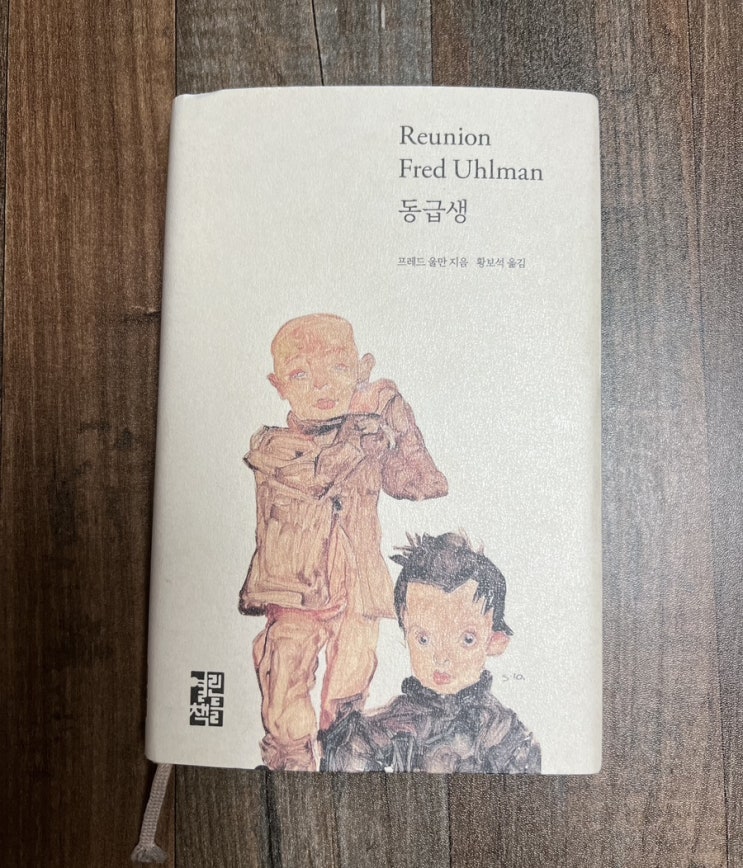 Reunion
Fred Uhlman
동급생
프레드 울만 지음 황보석 옮김
열린
책들
S.10.